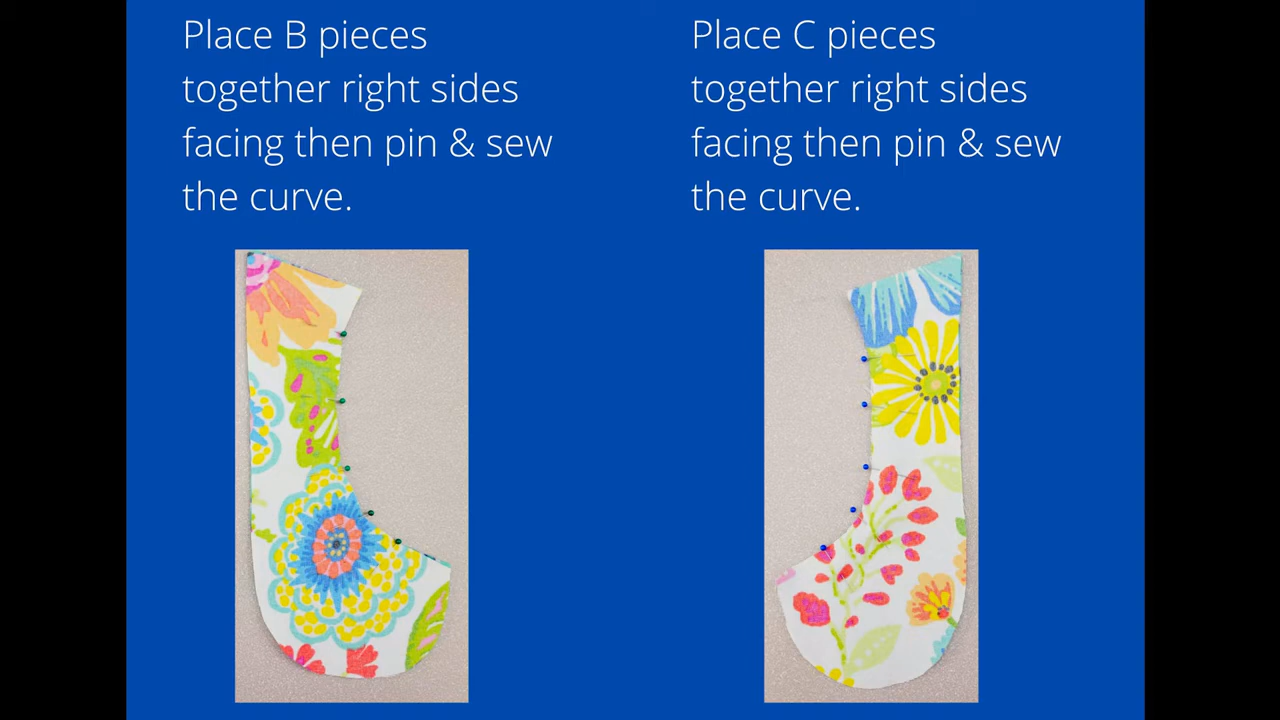 Place B pieces
together right sides
facing then pin & sew
the curve.
Place C pieces
together right sides
facing then pin & sew
the curve.